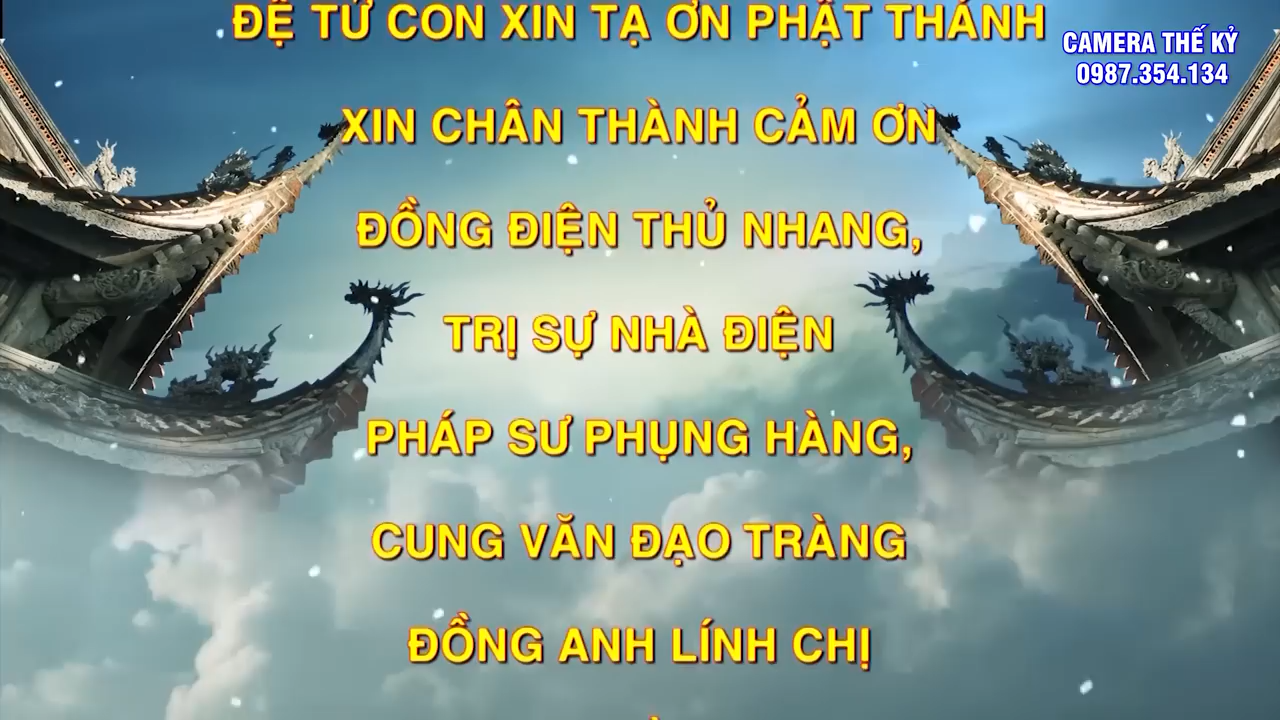 ĐỆ TỬ CON XIN TẠ ƠN PHẬT THÁNH
CAMERA THẾ KỶ
0987.354.134
XIN CHÂN THÀNH CẢM ƠN
ĐỒNG ĐIỆN THỦ NHANG,
TRỊ SỰ NHÀ ĐIỆN
PHÁP SƯ PHỤNG HÀNG,
CUNG VĂN ĐẠO TRÀNG
ĐỒNG ANH LÍNH CHỊ